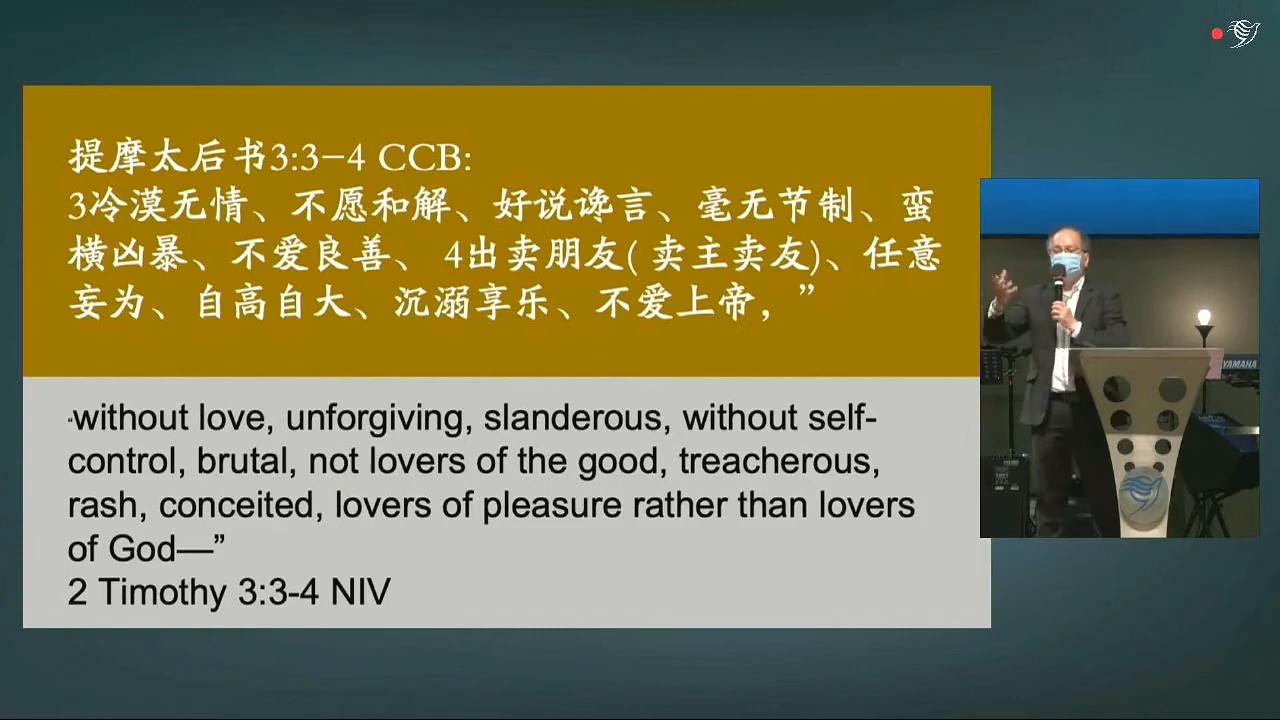 提摩太后书3:3-4 CCB:
3冷漠无情、不愿和解、好说谗言、毫无节制、蛮
横凶暴、不爱良善、 4出卖朋友( 卖主卖友)、任意
妄为、自高自大、沉溺享乐、不爱上帝，”
“without love, unforgiving, slanderous, without self-
control, brutal, not lovers of the good, treacherous,
rash, conceited, lovers of pleasure rather than lovers
of God—”
2 Timothy 3:3-4 NIV
YAMAHA